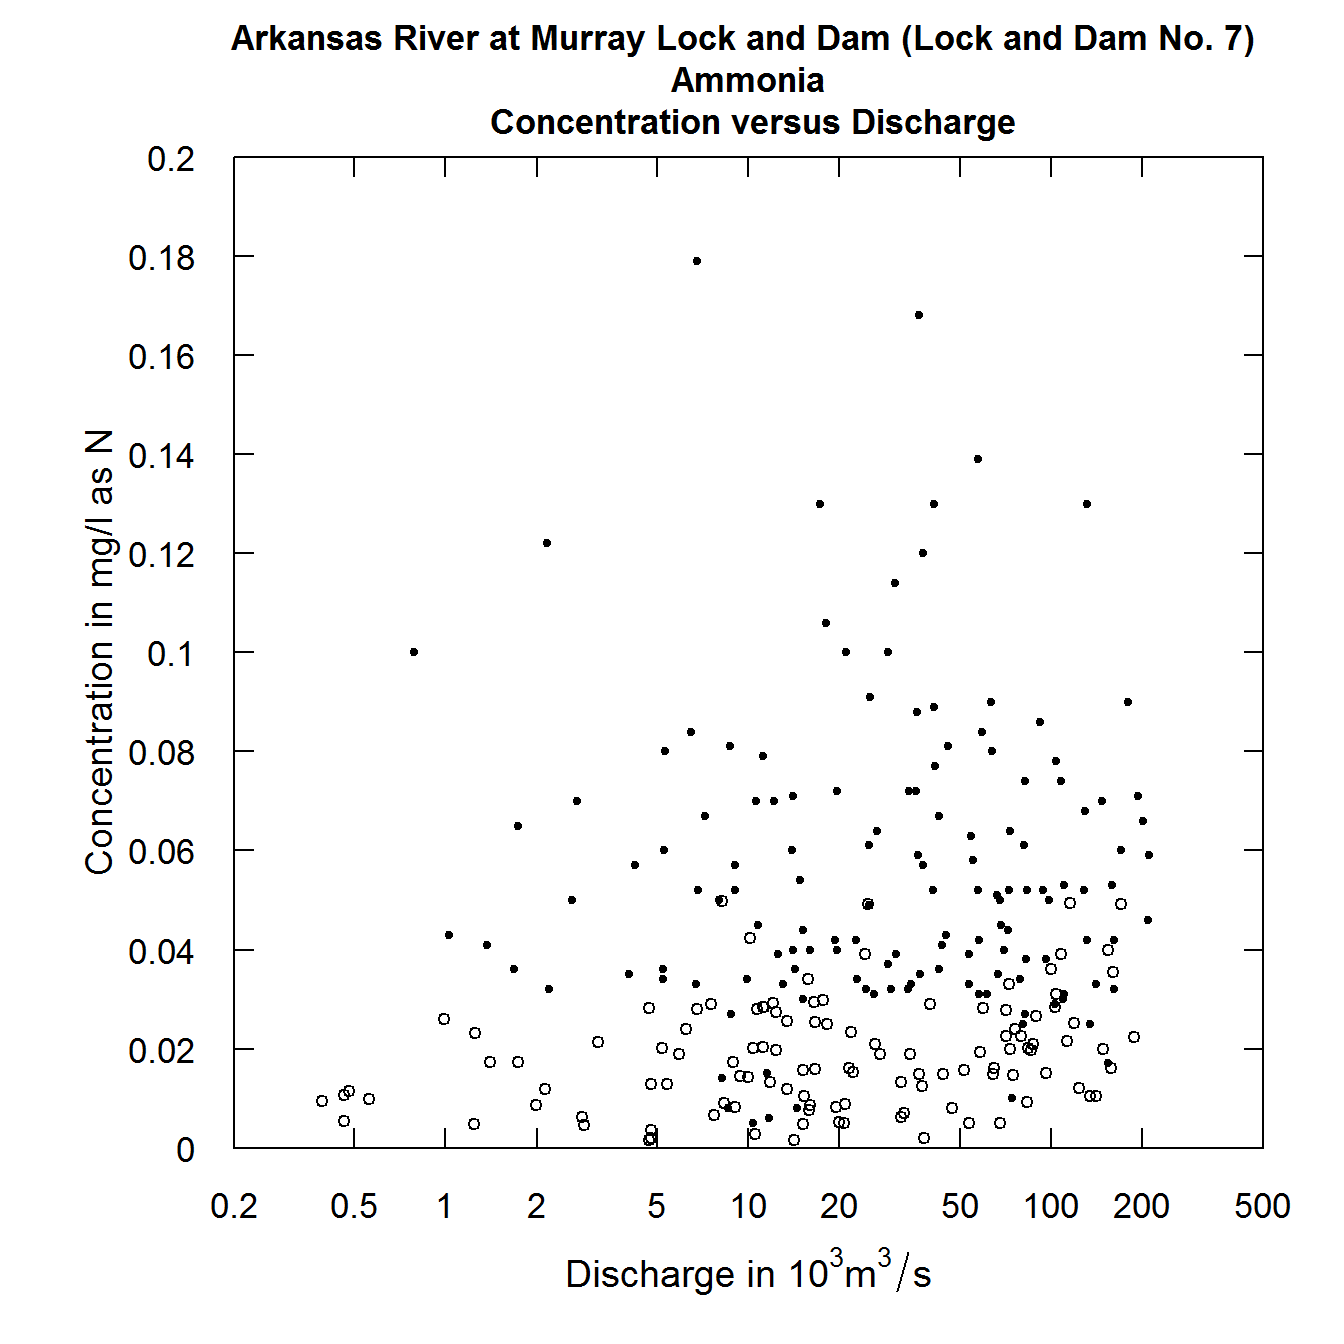 Arkansas River at Murray Lock and Dam (Lock and Dam No. 7)
Ammonia
Concentration versus Discharge
0.2
0.18
0.16
0.14
0.12
0.1
0.08
0.06
0.04
0.02
0
Concentration in mg/l as N
0.2 0.5 1 2 5 10 20 50 100 200 500
Discharge in 10³m³/s